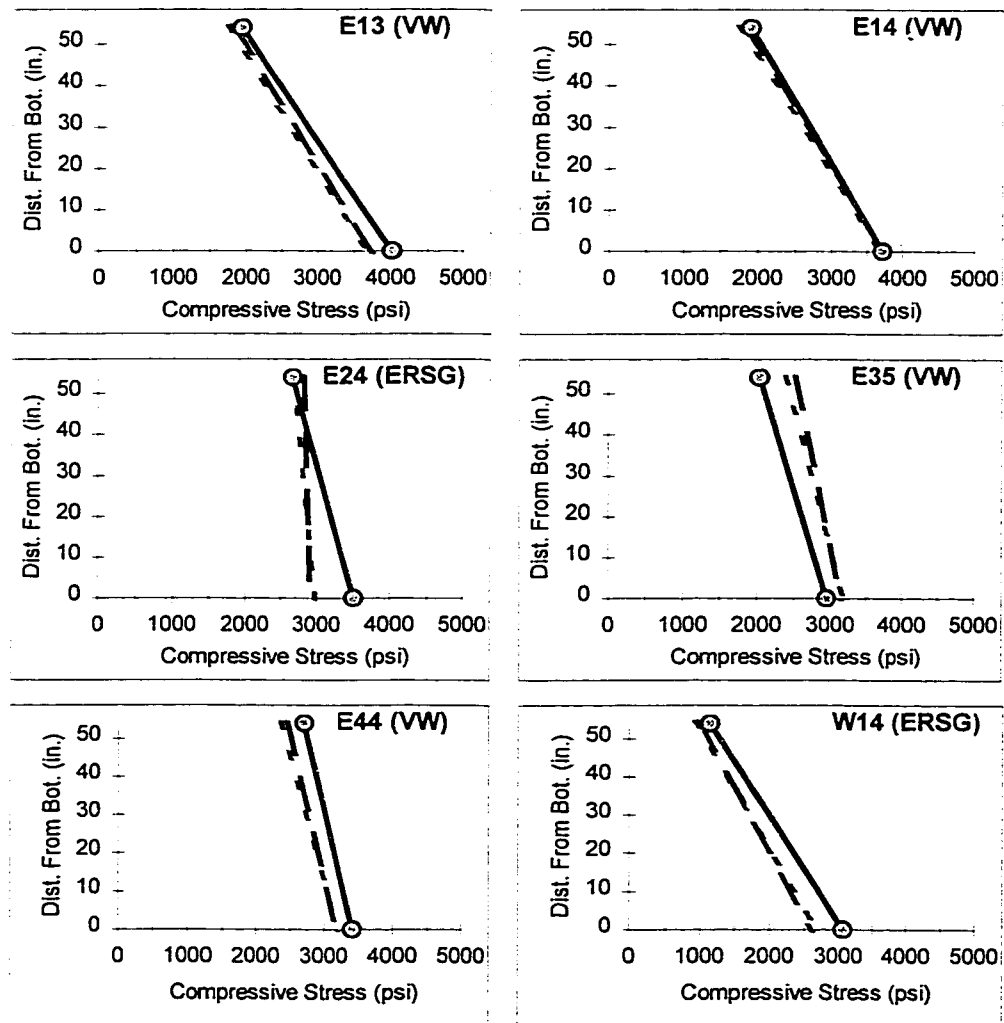 E13 (VW)
Dist. From Bot. (in.)
50
40
30
20
10
0
0 1000 2000 3000 4000 5000
Compressive Stress (psi)
E14 (VW)
Dist. From Bot. (in.)
50
40
30
20
10
0
0 1000 2000 3000 4000 5000
Compressive Stress (psi)
E24 (ERSG)
Dist. From Bot. (in.)
50
40
30
20
10
0
0 1000 2000 3000 4000 5000
Compressive Stress (psi)
E35 (VW)
Dist. From Bot. (in.)
50
40
30
20
10
0
0 1000 2000 3000 4000 5000
Compressive Stress (psi)
E44 (VW)
Dist. From Bot. (in.)
50
40
30
20
10
0
0 1000 2000 3000 4000 5000
Compressive Stress (psi)
W14 (ERSG)
Dist. From Bot. (in.)
50
40
30
20
10
0
0 1000 2000 3000 4000 5000
Compressive Stress (psi)